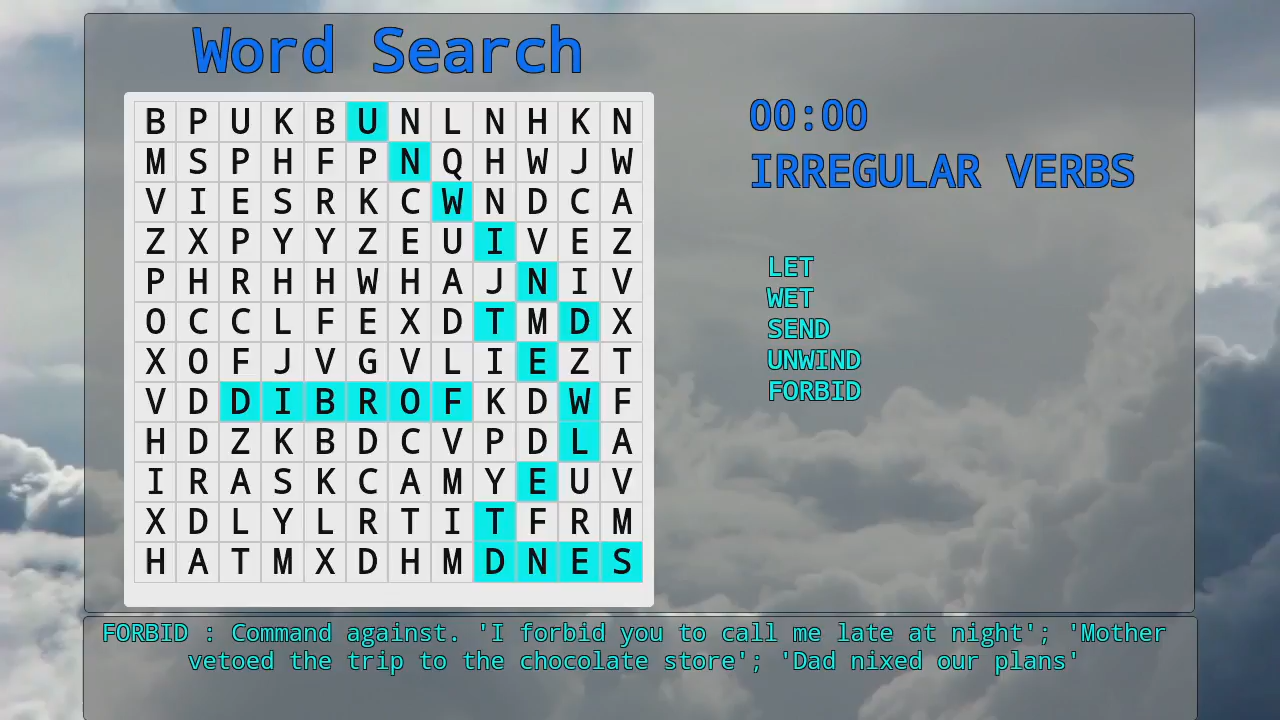 Word Search
B P U K B U N L N H K N
M S P H F P N Q H W J W
V I E S R K C W N D C A
Z X P Y Y Z E U I V E Z
P H R H H W H A J N I V
O C C L F E X D T M D X
X O F J V G V L I E Z T
V D D I B R O F K D W F
H D Z K B D C V P D L A
I R A S K C A M Y E U V
X D L Y L R T I T F R M
H A T M X D H M D N E S
00:00
IRREGULAR VERBS
LET
WET
SEND
UNWIND
FORBID
FORBID : Command against. 'I forbid you to call me late at night'; 'Mother
vetoed the trip to the chocolate store'; 'Dad nixed our plans'